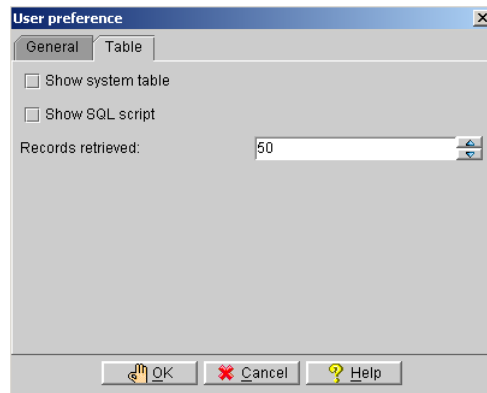 User preference
General Table
Show system table
Show SQL script
Records retrieved: 50
OK Cancel Help